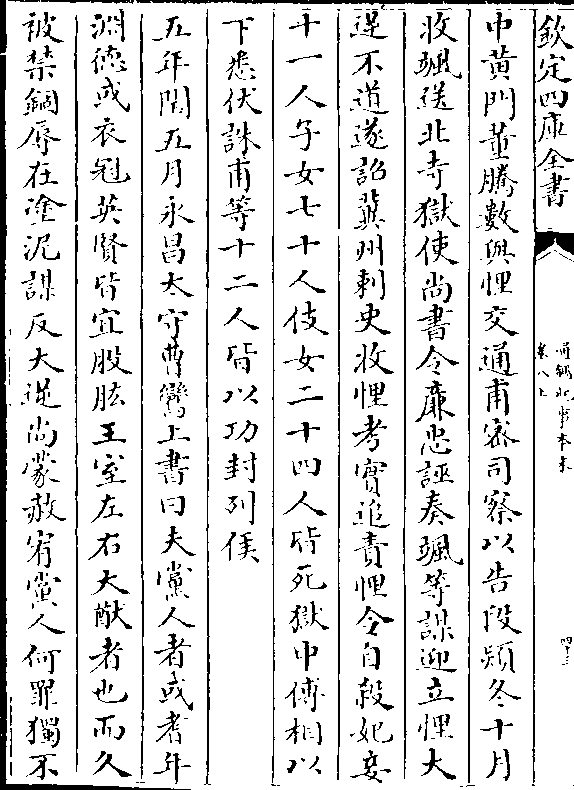 欽定四庫全書
通鑑紀事本末
卷八上
四十三
中黃門董騰數與悝交通甫密司察以告段熲冬十月
收颯送北寺獄使尚書令廉忠誣奏颯等謀迎立悝大
逆不道遂詔冀州刺史收悝考實追責悝令自殺妃妾
十一人子女七十人伎女二十四人皆死獄中傅相以
下悉伏誅甫等十二人皆以功封列侯
五年閏五月永昌太守曹鸞上書曰夫黨人者或耆年
淵德或衣冠英賢皆宜股肱王室左右大猷者也而久
被禁錮辱在塗泥謀反大逆尚蒙赦宥黨人何罪獨不